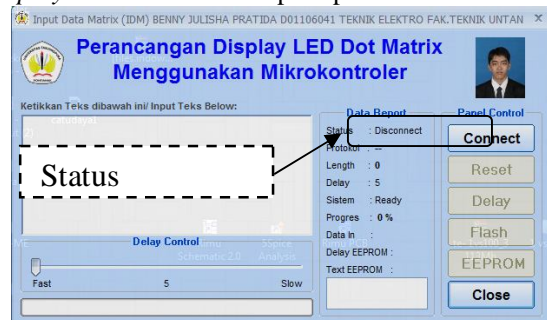 Input Data Matrix (IDM) BENNY JULISHA PRATIDA D01106041 TEKNIK ELEKTRO FAK.TEKNIK UNTAN X
Perancangan Display LED Dot Matrix
Menggunakan Mikrokontroler
Ketikkan Teks dibawah ini/ Input Teks Below:
Status
Delay Control
Fast 5 Slow
Data Report
Status : Disconnect
Protokol : --
Length : 0
Delay : 5
Sistem : Ready
Progres : 0 %
Data In :
Delay EEPROM :
Text EEPROM :
Panel Control
Connect
Reset
Delay
Flash
EEPROM
Close